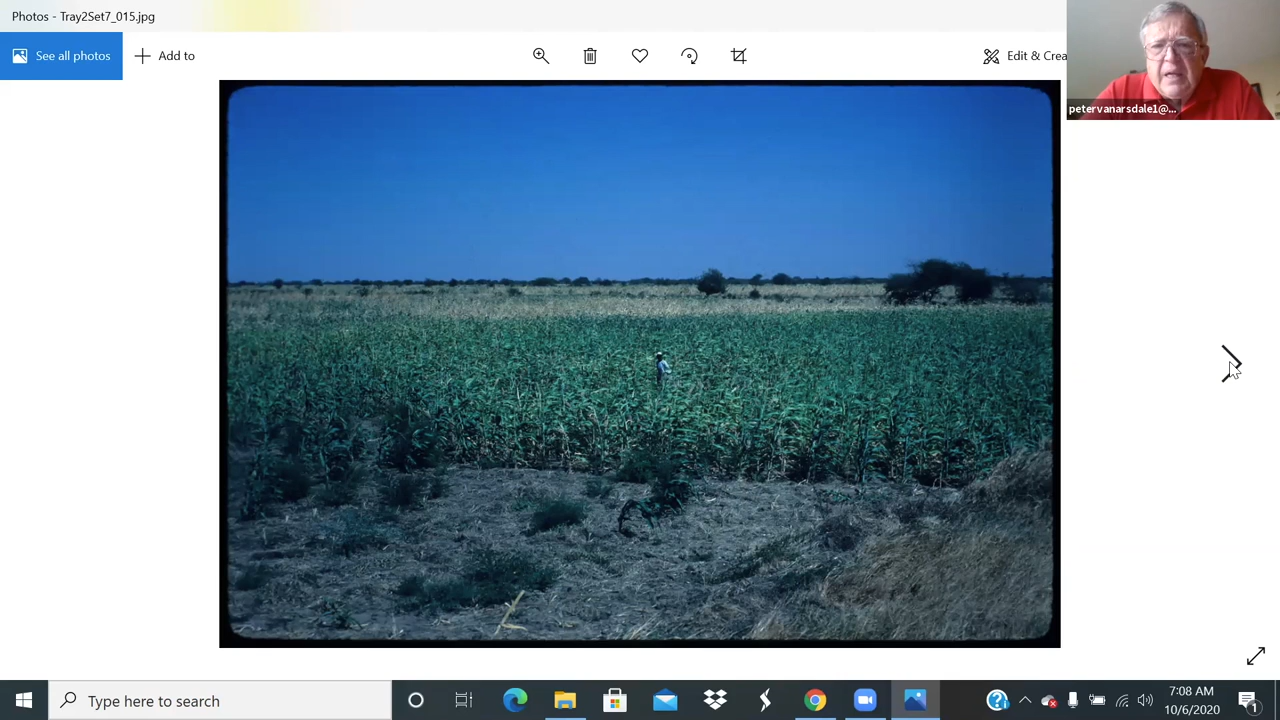 Photos - Tray2Set7_015.jpg
See all photos
Add to
Edit & Crea
petervanarsdale1@...
Type here to search
7:08 AM
10/6/2020
1